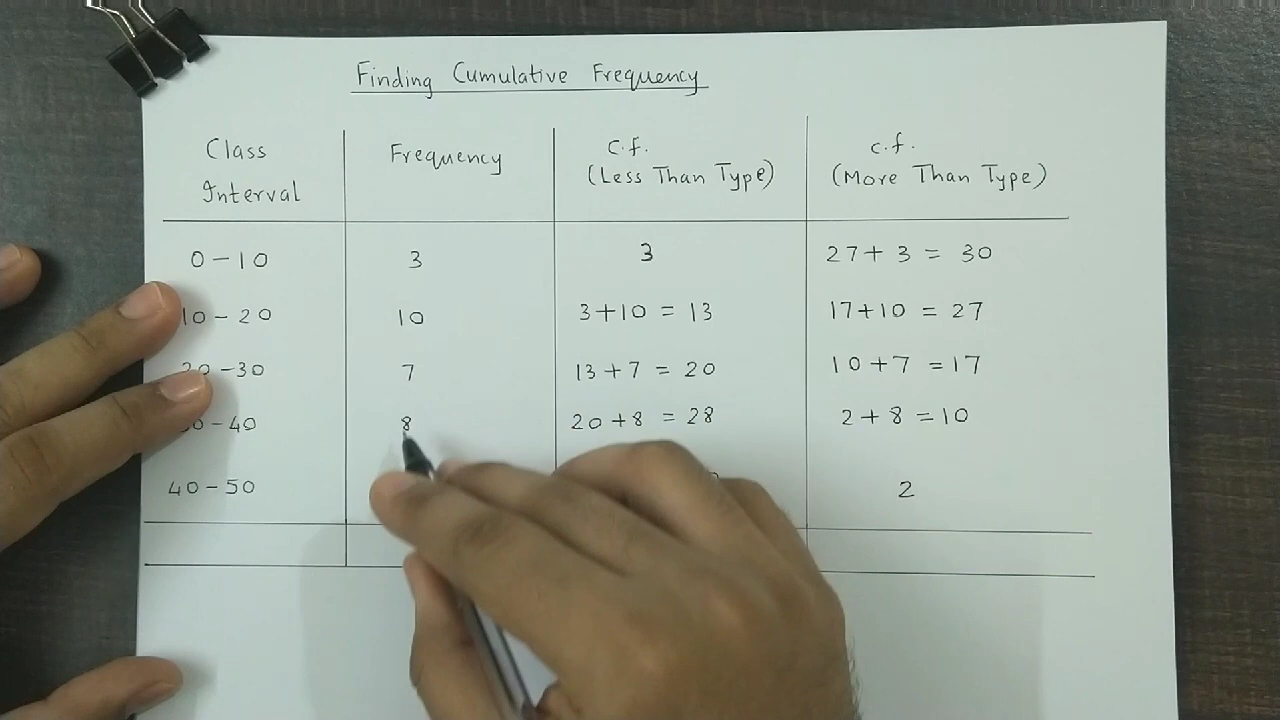 Finding Cumulative Frequency
Class Interval Frequency c.f. (Less Than Type) c.f. (More Than Type)
0-10 3 3 27+3 = 30
10-20 10 3+10 = 13 17+10 = 27
-30 7 13+7 = 20 10+7 =17
-40 8 20+8 = 28 2+8 =10
40-50 2